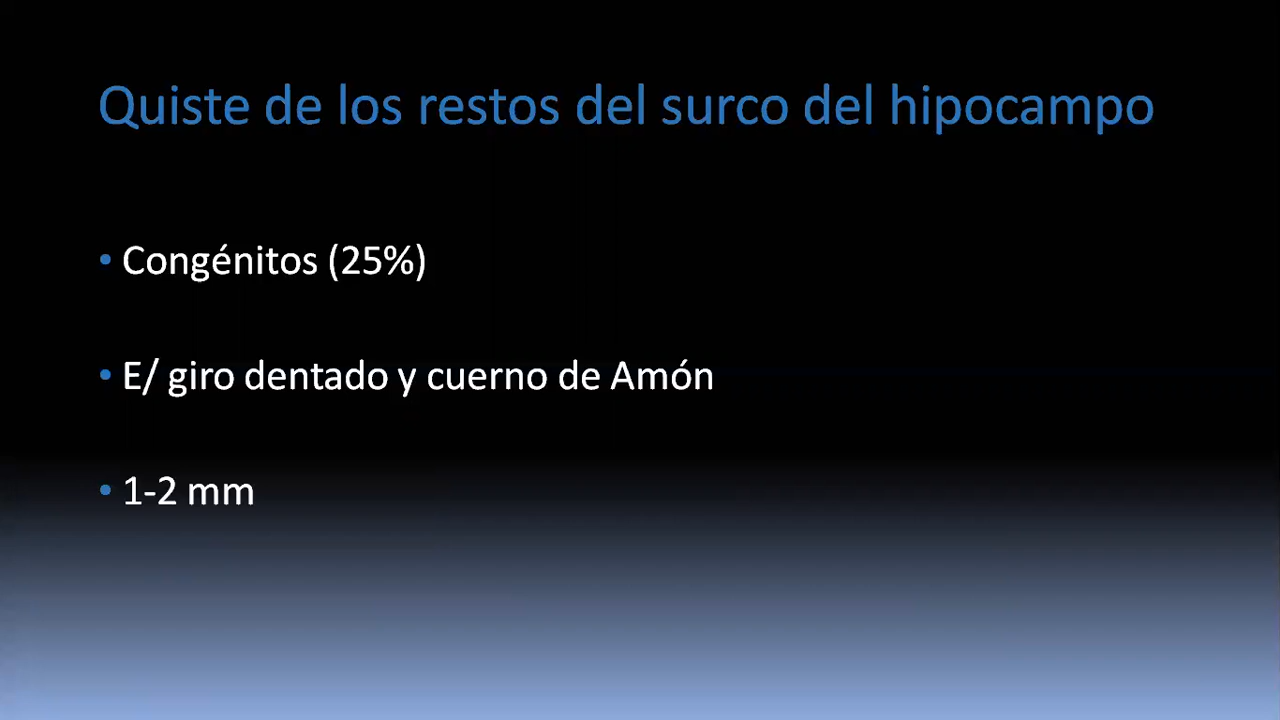 Quiste de los restos del surco del hipocampo
• Congénitos (25%)
• E/ giro dentado y cuerno de Amón
• 1-2 mm